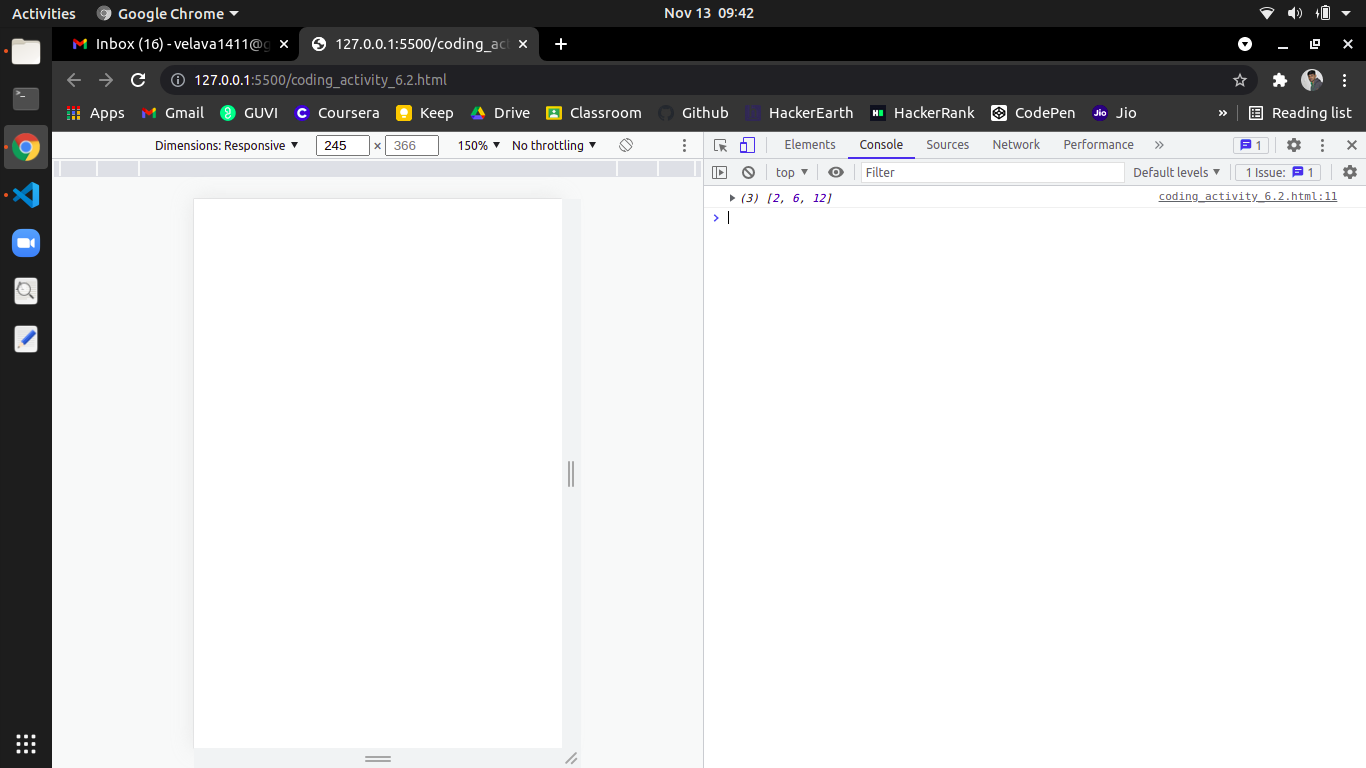 Activities Google Chrome Nov 13 09:42
Inbox (16) - velava1411@g 127.0.0.1:5500/coding_act
127.0.0.1:5500/coding_activity_6.2.html
Apps Gmail GUVI Coursera Keep Drive Classroom Github HackerEarth HackerRank CodePen Jio Jio » Reading list
Dimensions: Responsive 245 × 366 150% No throttling
Elements Console Sources Network Performance » 1
top Filter Default levels 1 Issue: 1
(3) [2, 6, 12] coding_activity_6.2.html:11